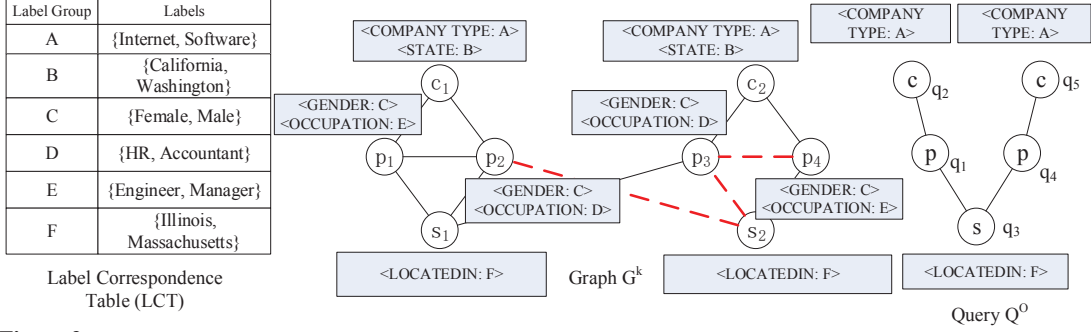 Label Group Labels
A {Internet, Software}
B {California,
Washington}
C {Female, Male}
D {HR, Accountant}
E {Engineer, Manager}
F {Illinois,
Massachusetts}
Label Correspondence
Table (LCT)
<COMPANY TYPE: A>
<STATE: B>
c1
<GENDER: C>
<OCCUPATION: E>
p1
p2
<GENDER: C>
<OCCUPATION: D>
s1
<LOCATEDIN: F>
<COMPANY TYPE: A>
<STATE: B>
c2
<GENDER: C>
<OCCUPATION: D>
p3
p4
<GENDER: C>
<OCCUPATION: E>
s2
<LOCATEDIN: F>
Graph Gk
<COMPANY
TYPE: A>
<COMPANY
TYPE: A>
c q2
c q5
p q1
p q4
s q3
<LOCATEDIN: F>
Query QO